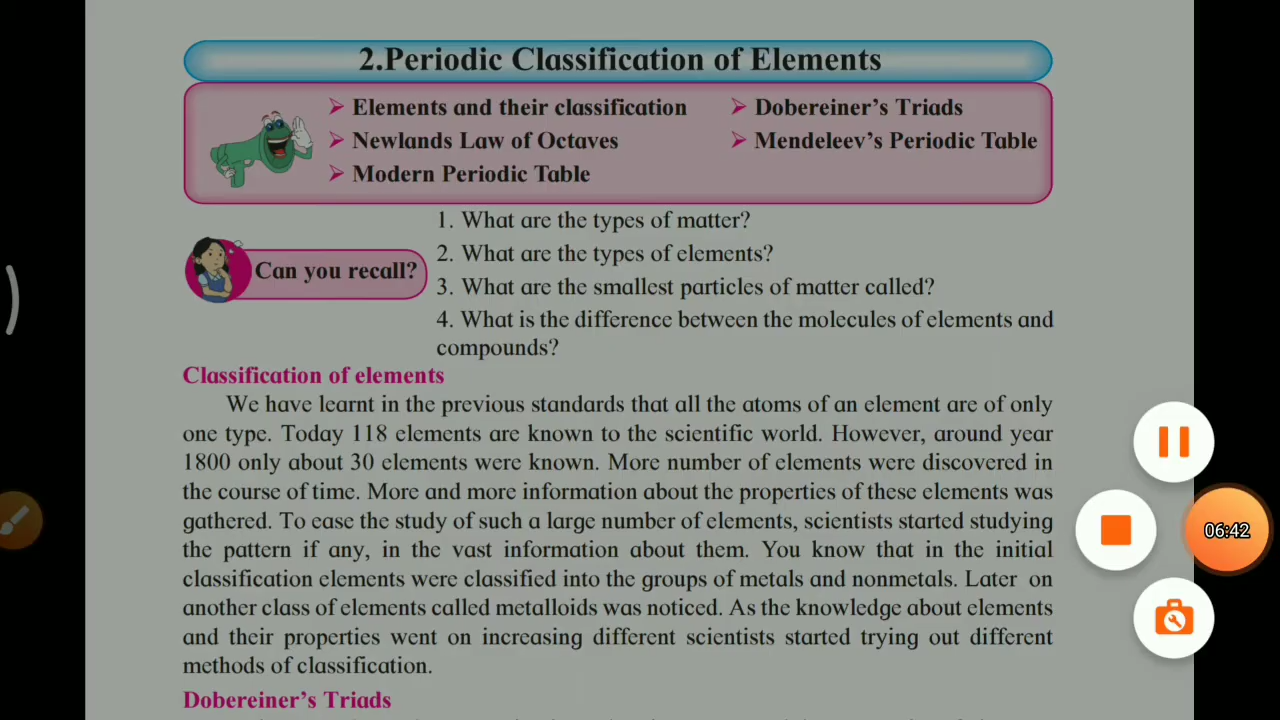 2.Periodic Classification of Elements
➢ Elements and their classification
➢ Dobereiner's Triads
➢ Newlands Law of Octaves
➢ Mendeleev's Periodic Table
➢ Modern Periodic Table
Can you recall?
1. What are the types of matter?
2. What are the types of elements?
3. What are the smallest particles of matter called?
4. What is the difference between the molecules of elements and
compounds?
Classification of elements
We have learnt in the previous standards that all the atoms of an element are of only
one type. Today 118 elements are known to the scientific world. However, around year
1800 only about 30 elements were known. More number of elements were discovered in
the course of time. More and more information about the properties of these elements was
gathered. To ease the study of such a large number of elements, scientists started studying
the pattern if any, in the vast information about them. You know that in the initial
classification elements were classified into the groups of metals and nonmetals. Later on
another class of elements called metalloids was noticed. As the knowledge about elements
and their properties went on increasing different scientists started trying out different
methods of classification.
Dobereiner's Triads
06:42